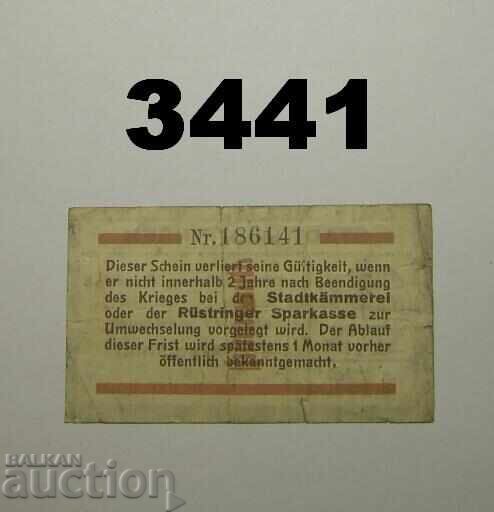 3441
Nr. 186141
Dieser Schein verliert seine Gültigkeit, wenn
er nicht innerhalb 2 Jahre nach Beendigung
des Krieges bei der Stadtkämmerei
oder der Rüstringer Sparkasse zur
Umwechselung vorgelegt wird. Der Ablauf
dieser Frist wird spätestens 1 Monat vorher
öffentlich bekanntgemacht.
BALKAN
auction